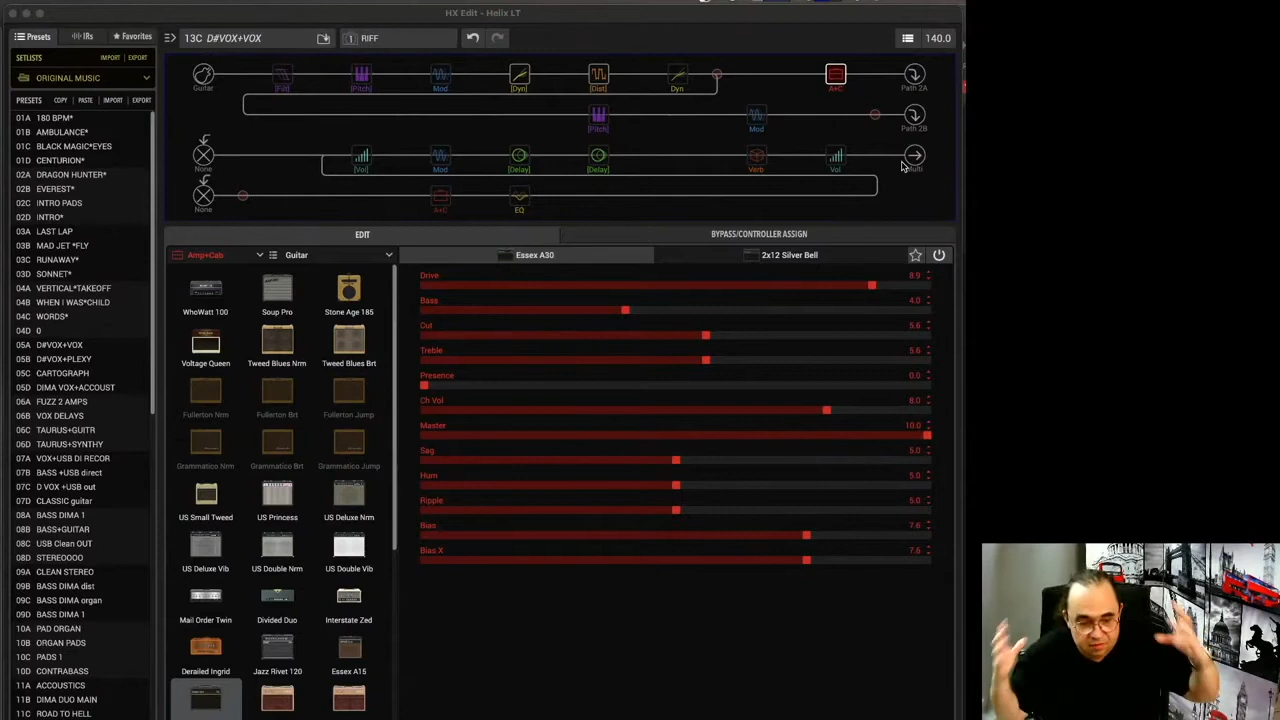 HX Edit - Helix LT
Presets IRs Favorites
13C D#VOX+VOX
1 RIFF
140.0
SETLISTS IMPORT EXPORT
ORIGINAL MUSIC
PRESETS COPY PASTE IMPORT EXPORT
01A 180 BPM*
01B AMBULANCE*
01C BLACK MAGIC*EYES
01D CENTURION*
02A DRAGON HUNTER*
02B EVEREST*
02C INTRO PADS
02D INTRO*
03A LAST LAP
03B MAD JET *FLY
03C RUNAWAY*
03D SONNET*
04A VERTICAL*TAKEOFF
04B WHEN I WAS*CHILD
04C WORDS*
04D 0
05A D#VOX+VOX
05B D#VOX+PLEXY
05C CARTOGRAPH
05D DIMA VOX+ACCOUST
06A FUZZ 2 AMPS
06B VOX DELAYS
06C TAURUS+GUITR
06D TAURUS+SYNTHY
07A VOX+USB DI RECOR
07B BASS +USB direct
07C D VOX +USB out
07D CLASSIC guitar
08A BASS DIMA 1
08B BASS+GUITAR
08C USB Clean OUT
08D STEREOOOO
09A CLEAN STEREO
09B BASS DIMA dist
09C BASS DIMA organ
09D BASS DIMA 1
10A PAD ORGAN
10B ORGAN PADS
10C PADS 1
10D CONTRABASS
11A ACCOUSTICS
11B DIMA DUO MAIN
11C ROAD TO HELL
Guitar [Filt] [Pitch] Mod [Dyn] [Dist] Dyn A+C Path 2A
[Pitch] Mod Path 2B
None [Vol] Mod [Delay] [Delay] Verb Vol Multi
None A+C EQ
EDIT BYPASS/CONTROLLER ASSIGN
Amp+Cab Guitar Essex A30 2x12 Silver Bell
WhoWatt 100 Soup Pro Stone Age 185
Voltage Queen Tweed Blues Nrm Tweed Blues Brt
Fullerton Nrm Fullerton Brt Fullerton Jump
Grammatico Nrm Grammatico Brt Grammatico Jump
US Small Tweed US Princess US Deluxe Nrm
US Deluxe Vib US Double Nrm US Double Vib
Mail Order Twin Divided Duo Interstate Zed
Derailed Ingrid Jazz Rivet 120 Essex A15
Drive 8.9
Bass 4.0
Cut 5.6
Treble 5.6
Presence 0.0
Ch Vol 8.0
Master 10.0
Sag 5.0
Hum 5.0
Ripple 5.0
Bias 7.6
Bias X 7.6